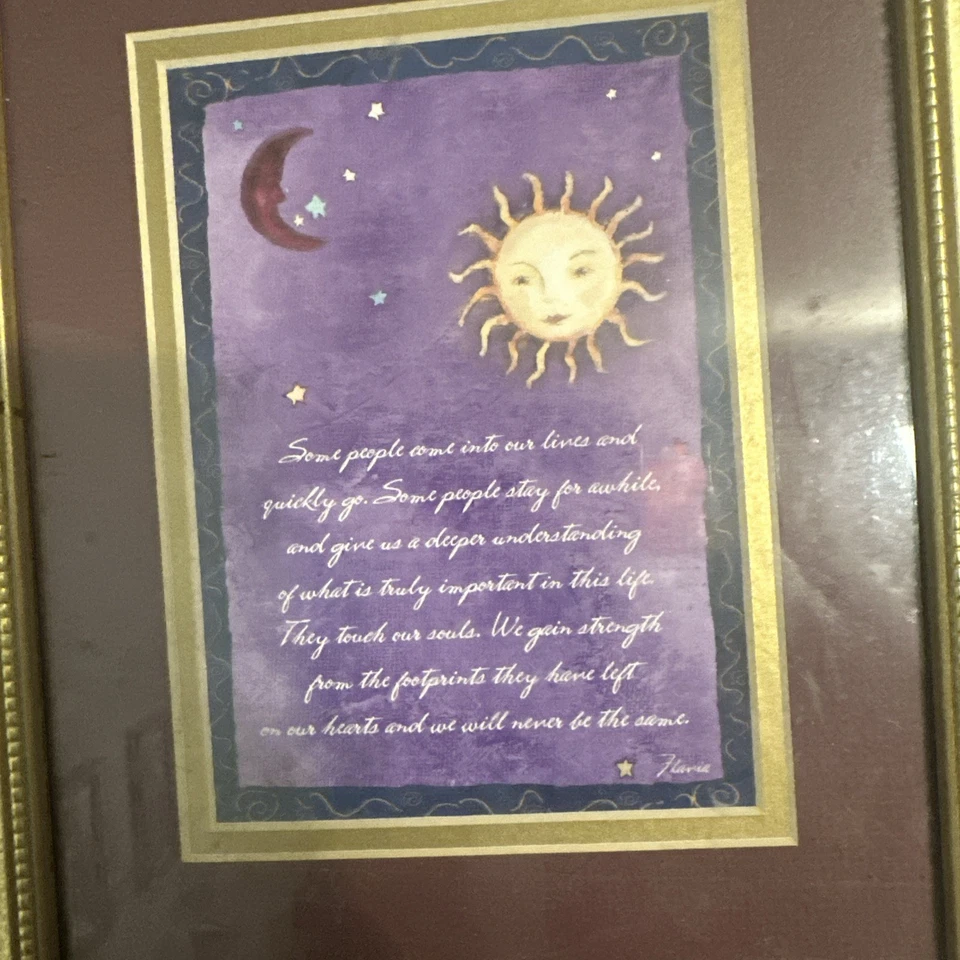 Some people come into our lives and
quickly go. Some people stay for awhile,
and give us a deeper understanding
of what is truly important in this life.
They touch our souls. We gain strength
from the footprints they have left
on our hearts and we will never be the same.
Flavia